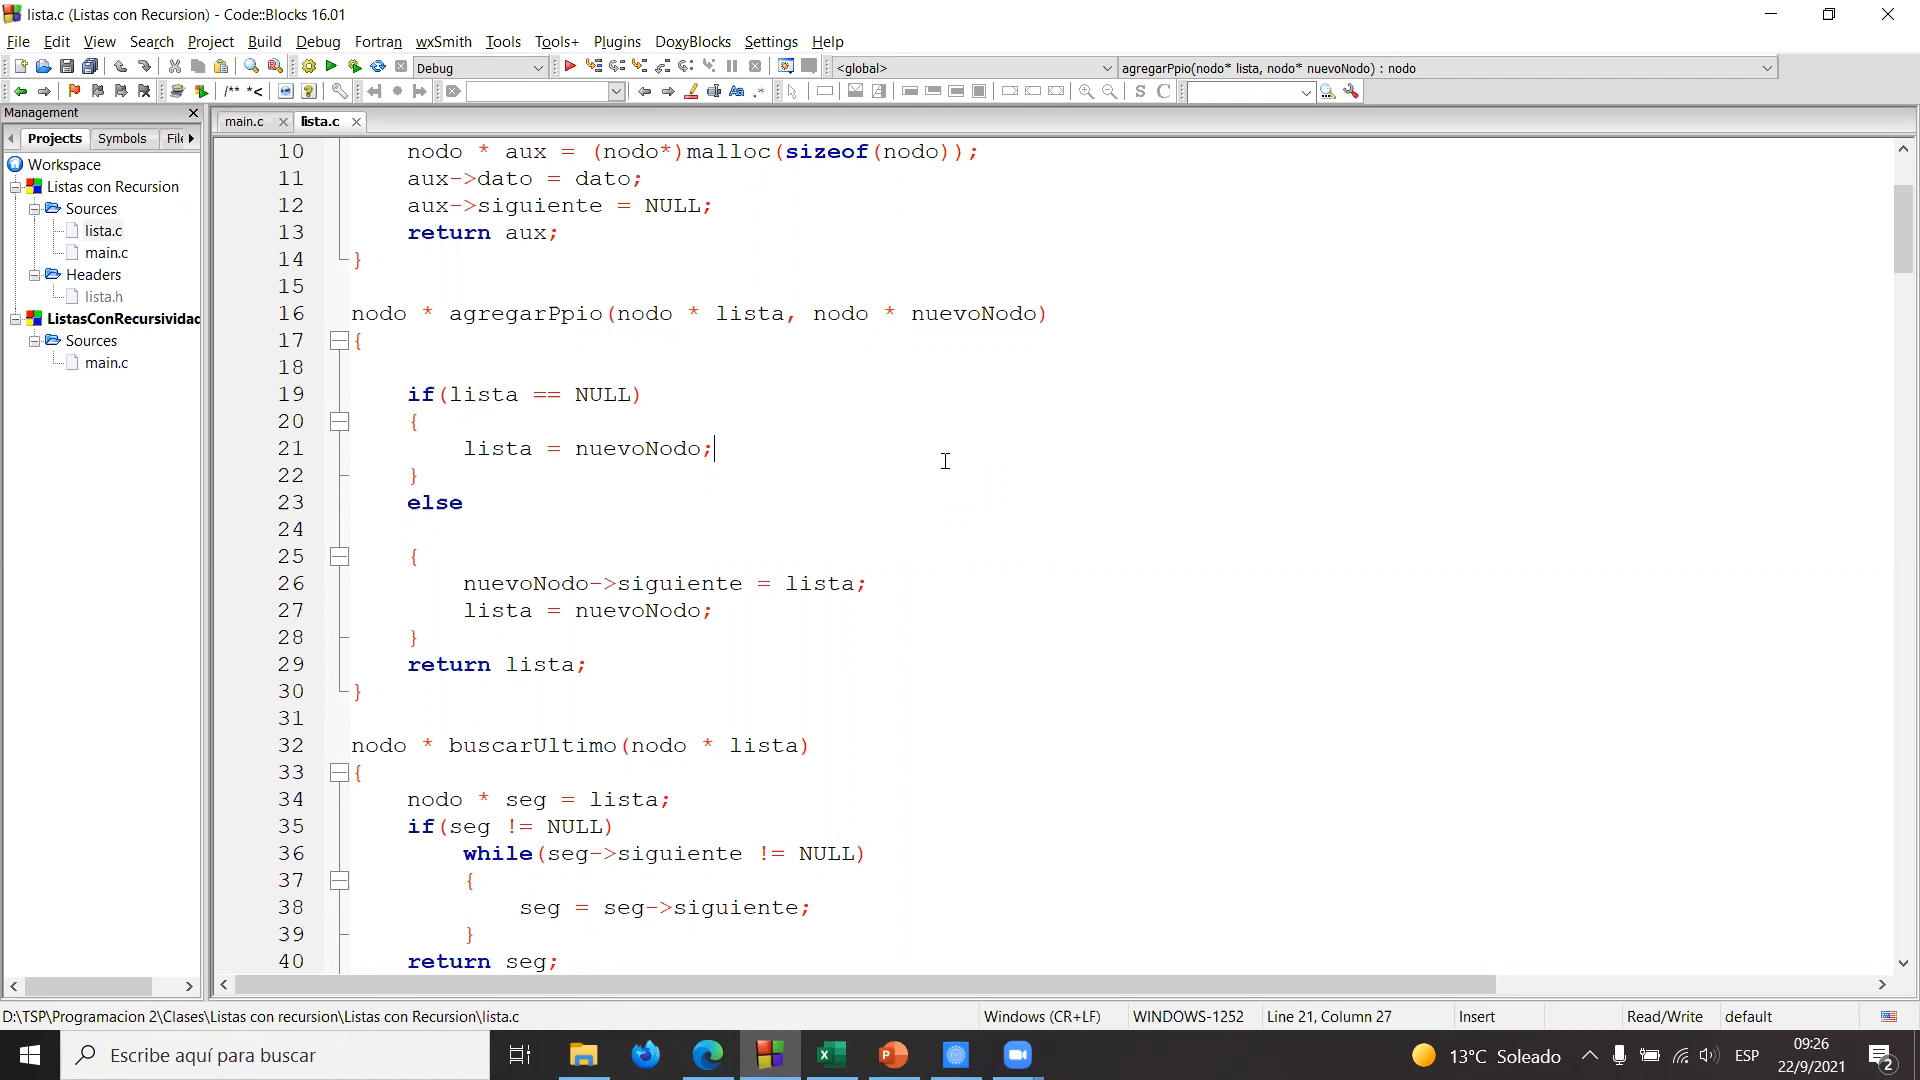 lista.c (Listas con Recursion) - Code::Blocks 16.01
File Edit View Search Project Build Debug Fortran wxSmith Tools Tools+ Plugins DoxyBlocks Settings Help
Debug <global> agregarPpio(nodo* lista, nodo* nuevoNodo) : nodo
/** *< Aa .* S C
Management
Projects Symbols File
main.c lista.c
Workspace
Listas con Recursion
Sources
lista.c
main.c
Headers
lista.h
ListasConRecursividad
Sources
main.c
10 nodo * aux = (nodo*)malloc(sizeof(nodo));
11 aux->dato = dato;
12 aux->siguiente = NULL;
13 return aux;
14 }
15
16 nodo * agregarPpio(nodo * lista, nodo * nuevoNodo)
17 {
18
19 if(lista == NULL)
20 {
21 lista = nuevoNodo;
22 }
23 else
24
25 {
26 nuevoNodo->siguiente = lista;
27 lista = nuevoNodo;
28 }
29 return lista;
30 }
31
32 nodo * buscarUltimo(nodo * lista)
33 {
34 nodo * seg = lista;
35 if(seg != NULL)
36 while(seg->siguiente != NULL)
37 {
38 seg = seg->siguiente;
39 }
40 return seg;
D:\TSP\Programacion 2\Clases\Listas con recursion\Listas con Recursion\lista.c Windows (CR+LF) WINDOWS-1252 Line 21, Column 27 Insert Read/Write default
Escribe aquí para buscar
13°C Soleado ESP
09:26
22/9/2021
2